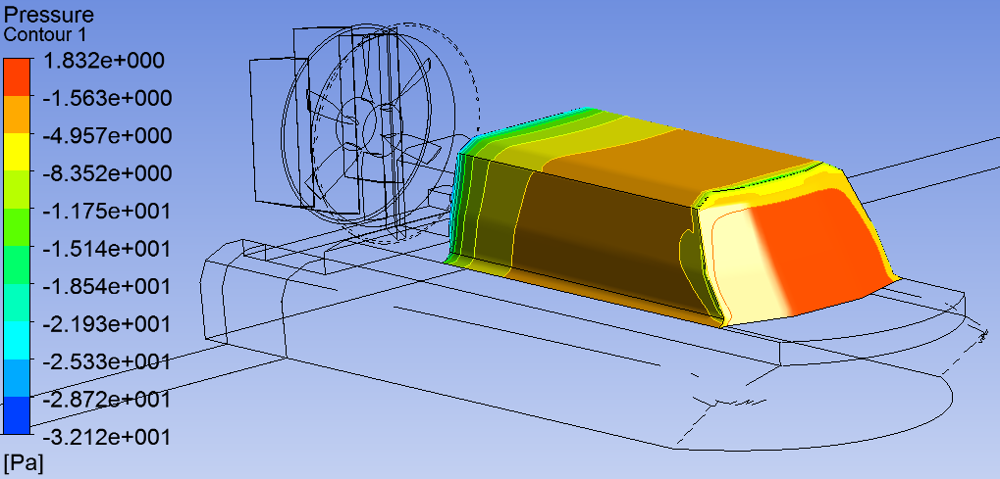 Pressure
Contour 1
1.832e+000
-1.563e+000
-4.957e+000
-8.352e+000
-1.175e+001
-1.514e+001
-1.854e+001
-2.193e+001
-2.533e+001
-2.872e+001
-3.212e+001
[Pa]